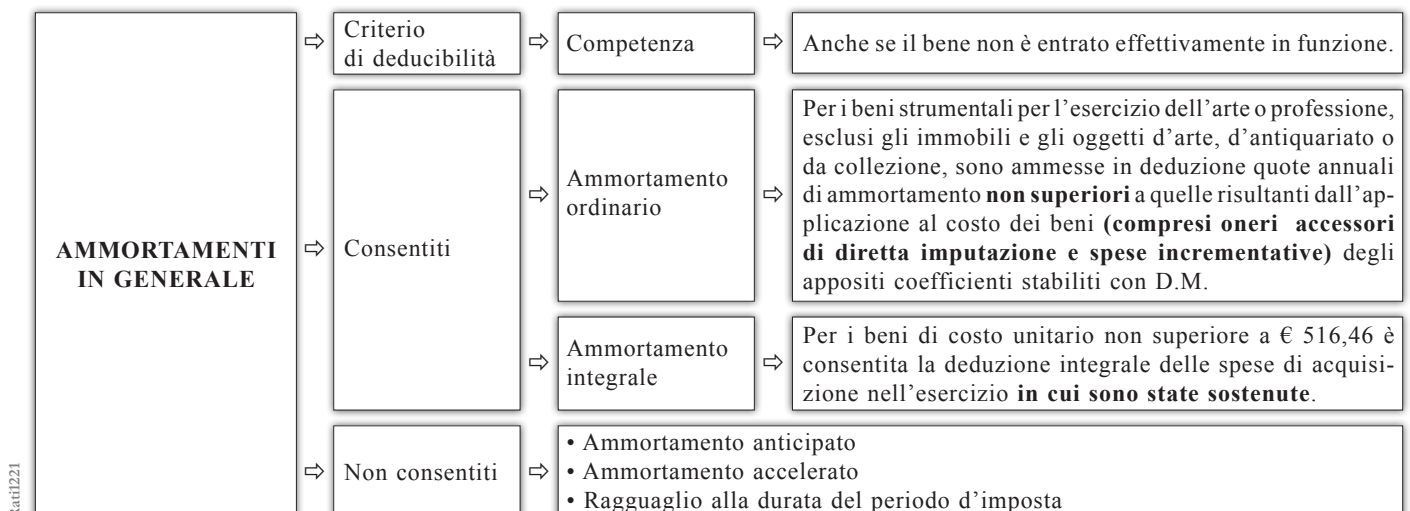 AMMORTAMENTI
IN GENERALE
Criterio
di deducibilità
Competenza
Anche se il bene non è entrato effettivamente in funzione.
Consentiti
Ammortamento
ordinario
Per i beni strumentali per l'esercizio dell'arte o professione,
esclusi gli immobili e gli oggetti d'arte, d'antiquariato o
da collezione, sono ammesse in deduzione quote annuali
di ammortamento non superiori a quelle risultanti dall'ap-
plicazione al costo dei beni (compresi oneri accessori
di diretta imputazione e spese incrementative) degli
appositi coefficienti stabiliti con D.M.
Ammortamento
integrale
Per i beni di costo unitario non superiore a € 516,46 è
consentita la deduzione integrale delle spese di acquisi-
zione nell'esercizio in cui sono state sostenute.
Non consentiti
• Ammortamento anticipato
• Ammortamento accelerato
• Ragguaglio alla durata del periodo d'imposta